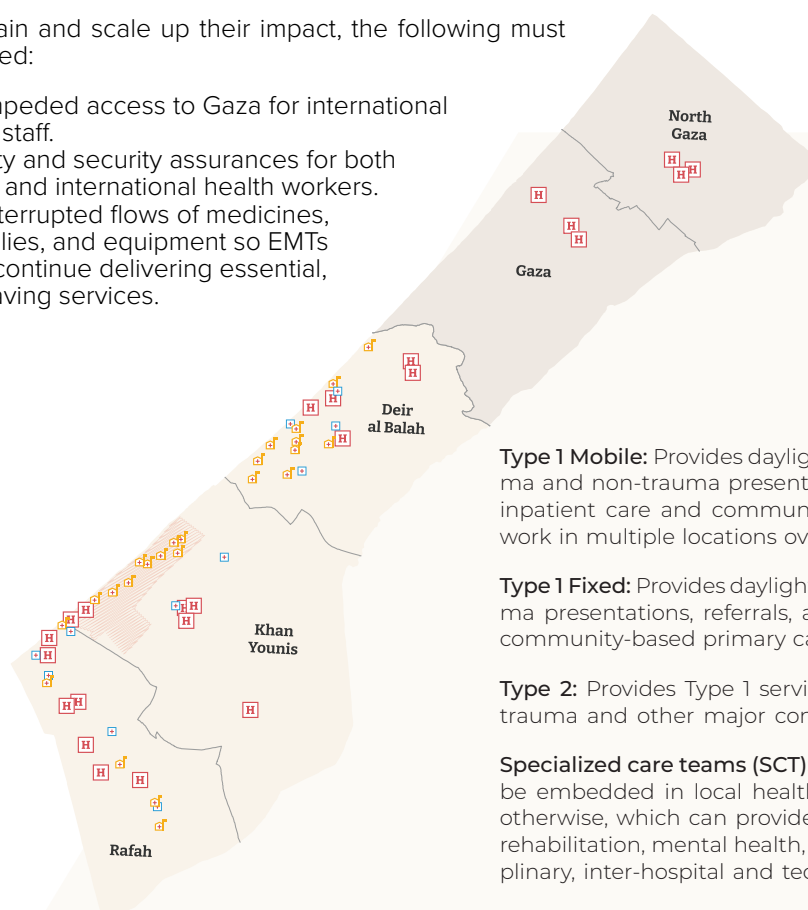 ain and scale up their impact, the following must
ed:
peded access to Gaza for international
staff.
ty and security assurances for both
and international health workers.
terrupted flows of medicines,
lies, and equipment so EMTs
continue delivering essential,
aving services.
North
Gaza
Gaza
Deir
al Balah
Khan
Younis
Rafah
Type 1 Mobile: Provides daylig
ma and non-trauma present
inpatient care and commun
work in multiple locations ov
Type 1 Fixed: Provides dayligh
ma presentations, referrals, a
community-based primary ca
Type 2: Provides Type 1 servi
trauma and other major con
Specialized care teams (SCT)
be embedded in local health
otherwise, which can provide
rehabilitation, mental health,
plinary, inter-hospital and tec